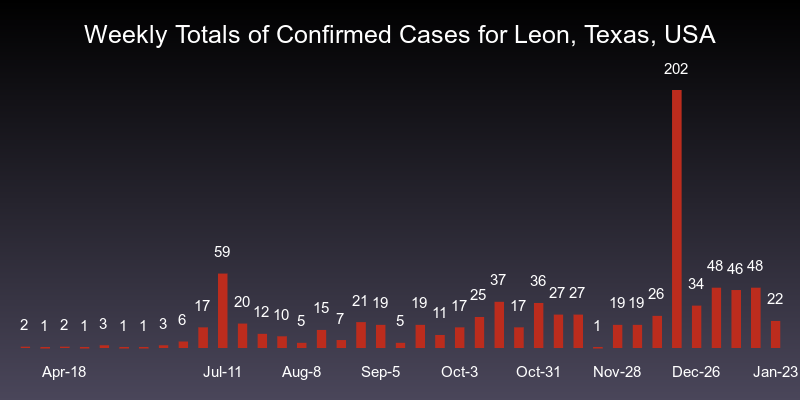 Weekly Totals of Confirmed Cases for Leon, Texas, USA
2 1 2 1 3 1 1 3 6 17 59 20 12 10 5 15 7 21 19 5 19 11 17 25 37 17 36 27 27 1 19 19 26 202 34 48 46 48 22
Apr-18 Jul-11 Aug-8 Sep-5 Oct-3 Oct-31 Nov-28 Dec-26 Jan-23